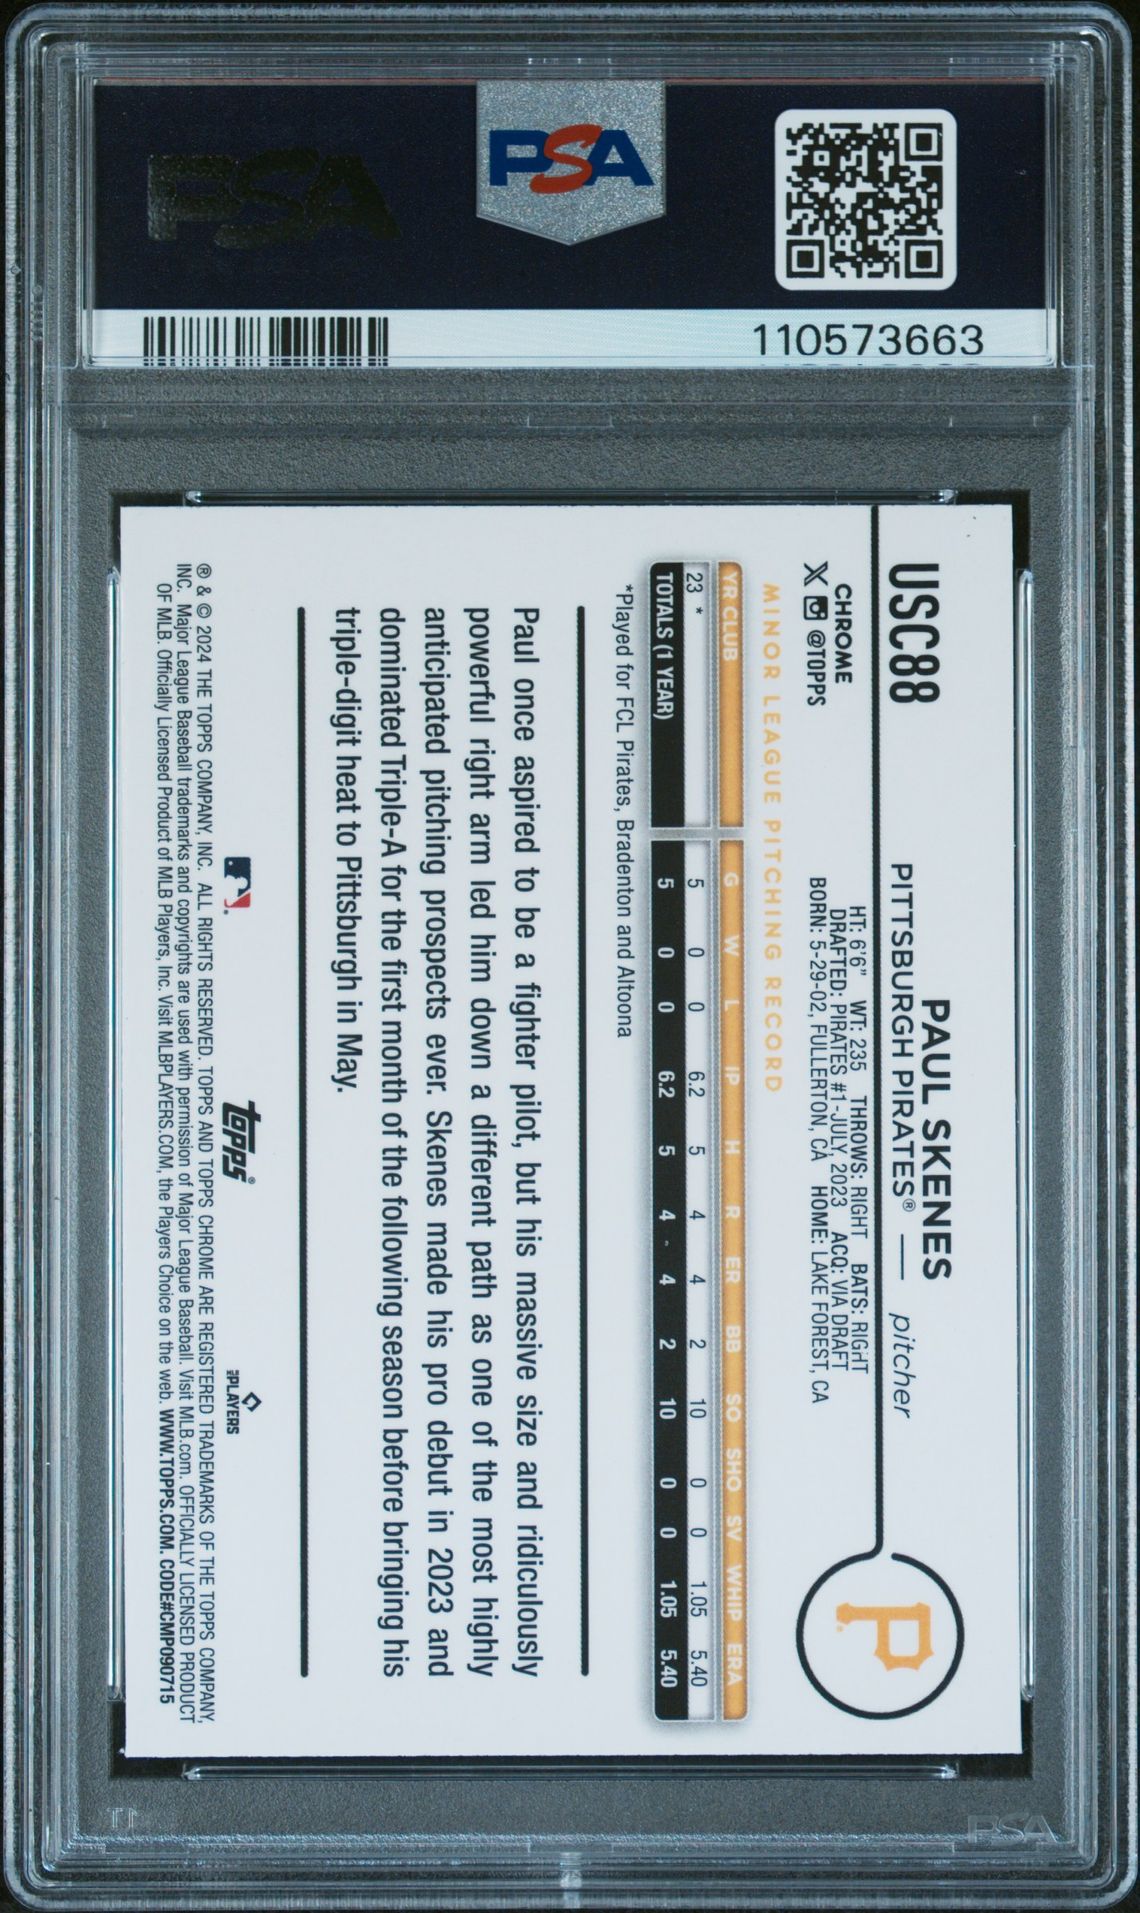 PSA
PSA
110573663
USC88
PAUL SKENES
PITTSBURGH PIRATES® — pitcher
HT: 6'6" WT: 235 THROWS: RIGHT BATS: RIGHT
DRAFTED: PIRATES #1-JULY, 2023 ACQ: VIA DRAFT
BORN: 5-29-02, FULLERTON, CA HOME: LAKE FOREST, CA
CHROME
X @TOPPS
P
MINOR LEAGUE PITCHING RECORD
YR CLUB G W L IP H R ER BB SO SHO SV WHIP ERA
23 * 5 0 0 6.2 5 4 4 2 10 0 0 1.05 5.40
TOTALS (1 YEAR) 5 0 0 6.2 5 4 4 2 10 0 0 1.05 5.40
*Played for FCL Pirates, Bradenton and Altoona
Paul once aspired to be a fighter pilot, but his massive size and ridiculously
powerful right arm led him down a different path as one of the most highly
anticipated pitching prospects ever. Skenes made his pro debut in 2023 and
dominated Triple-A for the first month of the following season before bringing his
triple-digit heat to Pittsburgh in May.
topps®
PLAYERS
® & © 2024 THE TOPPS COMPANY, INC. ALL RIGHTS RESERVED. TOPPS AND TOPPS CHROME ARE REGISTERED TRADEMARKS OF THE TOPPS COMPANY,
INC. Major League Baseball trademarks and copyrights are used with permission of Major League Baseball. Visit MLB.com. OFFICIALLY LICENSED PRODUCT
OF MLB. Officially Licensed Product of MLB Players, Inc. Visit MLBPLAYERS.COM, the Players Choice on the web. WWW.TOPPS.COM. CODE#CMP090715
PSA